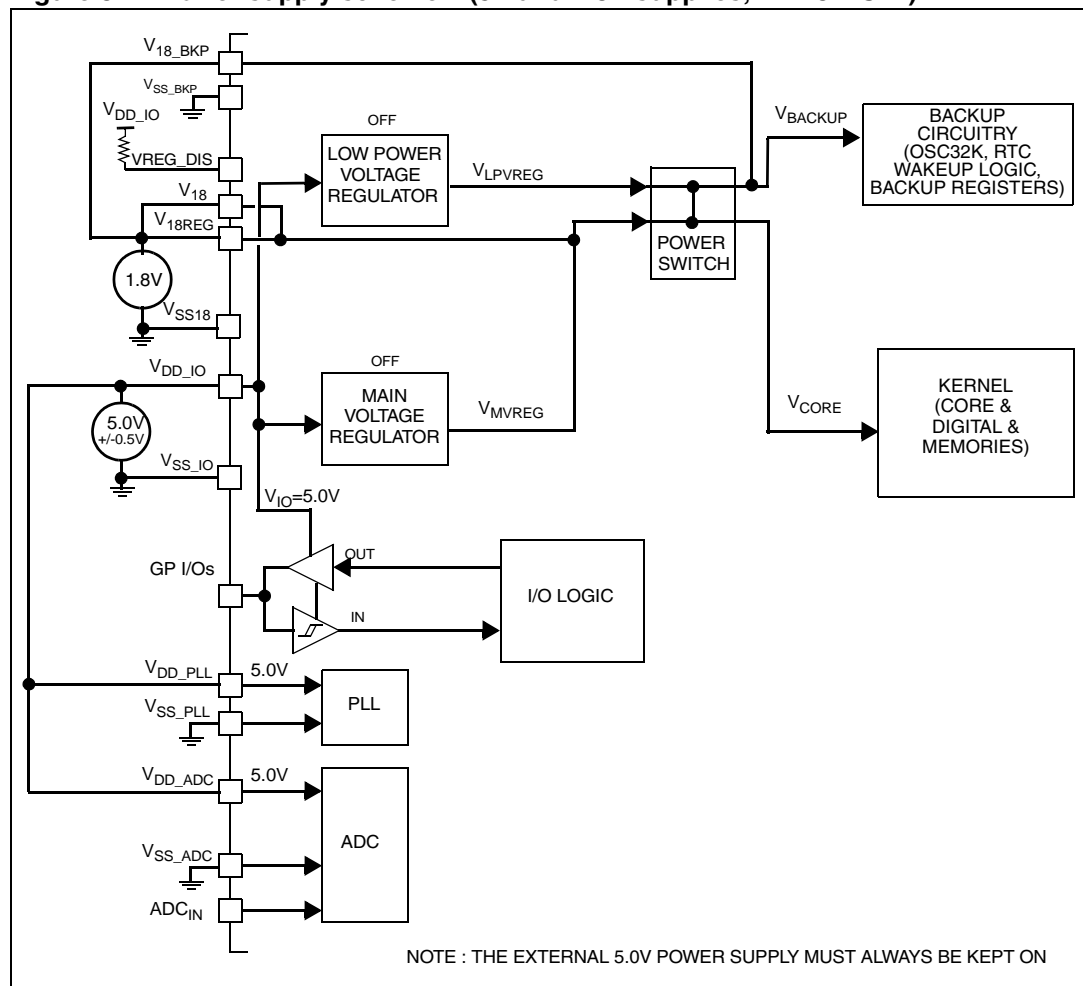 V18_BKP
VSS_BKP
VDD_IO
VREG_DIS
V18
V18REG
1.8V
VSS18
VDD_IO
5.0V
+/-0.5V
VSS_IO
GP I/Os
VDD_PLL
5.0V
VSS_PLL
VDD_ADC
5.0V
VSS_ADC
ADCIN
OFF
LOW POWER
VOLTAGE
REGULATOR
VLPVREG
OFF
MAIN
VOLTAGE
REGULATOR
VMVREG
POWER
SWITCH
VBACKUP
BACKUP
CIRCUITRY
(OSC32K, RTC
WAKEUP LOGIC,
BACKUP REGISTERS)
VCORE
KERNEL
(CORE &
DIGITAL &
MEMORIES)
VIO=5.0V
OUT
IN
I/O LOGIC
PLL
ADC
NOTE : THE EXTERNAL 5.0V POWER SUPPLY MUST ALWAYS BE KEPT ON